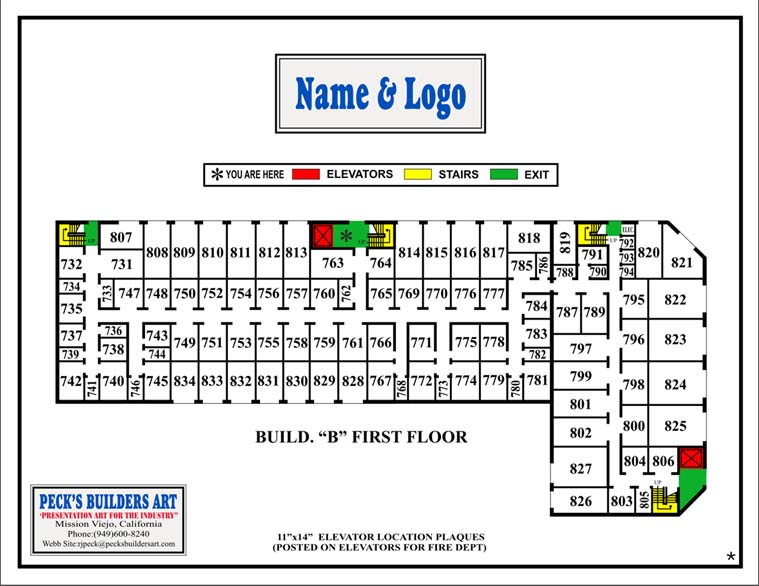 Name & Logo
* YOU ARE HERE ELEVATORS STAIRS EXIT
807 808 809 810 811 812 813 * 814 815 816 817 818 819 820 821
UP UP UP ELEC.
732 731 763 764 785 786 788 791 790 792 793 794
734 733 747 748 750 752 754 756 757 760 762 765 769 770 776 777 795 822
735 784 787 789
737 736 743 749 751 753 755 758 759 761 766 771 775 778 783 796 823
739 738 744 782 797
742 741 740 746 745 834 833 832 831 830 829 828 767 768 772 773 774 779 780 781 799 798 824
801
802 800 825
827 804 806
UP
826 803 805
BUILD. “B” FIRST FLOOR
PECK'S BUILDERS ART
"PRESENTATION ART FOR THE INDUSTRY"
Mission Viejo, California
Phone:(949)600-8240
Webb Site:rjpeck@pecksbuildersart.com
11”x14” ELEVATOR LOCATION PLAQUES
(POSTED ON ELEVATORS FOR FIRE DEPT)
*